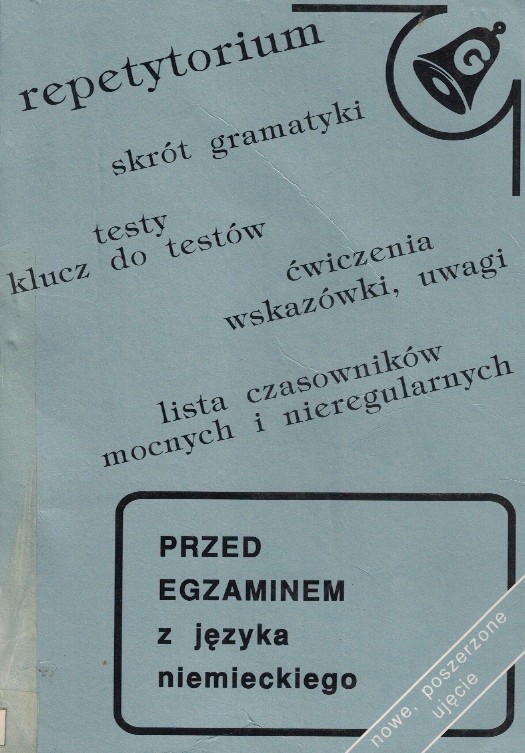 repetytorium
skrót gramatyki
testy
klucz do testów
ćwiczenia
wskazówki, uwagi
lista czasowników
mocnych i nieregularnych
PRZED
EGZAMINEM
z języka
niemieckiego
nowe, poszerzone
ujęcie